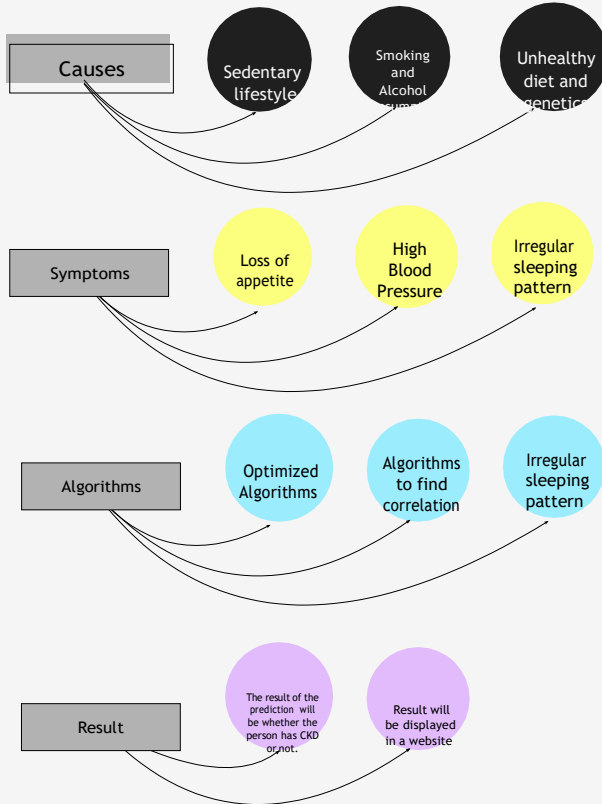 Causes
Sedentary
lifestyle
Smoking
and
Alcohol
Unhealthy
diet and
genetics
Symptoms
Loss of
appetite
High
Blood
Pressure
Irregular
sleeping
pattern
Algorithms
Optimized
Algorithms
Algorithms
to find
correlation
Irregular
sleeping
pattern
Result
The result of the
prediction will
be whether the
person has CKD
or not.
Result will
be displayed
in a website